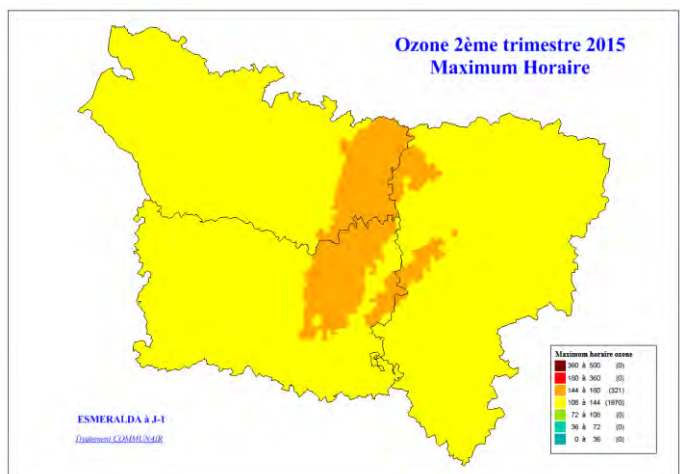 Ozone 2ème trimestre 2015
Maximum Horaire
Maximum horaire ozone
360 à 500 (0)
180 à 360 (0)
144 à 180 (321)
108 à 144 (1970)
72 à 108 (0)
36 à 72 (0)
0 à 36 (0)
ESMERALDA à J-1
Traitement COMMUNAIR